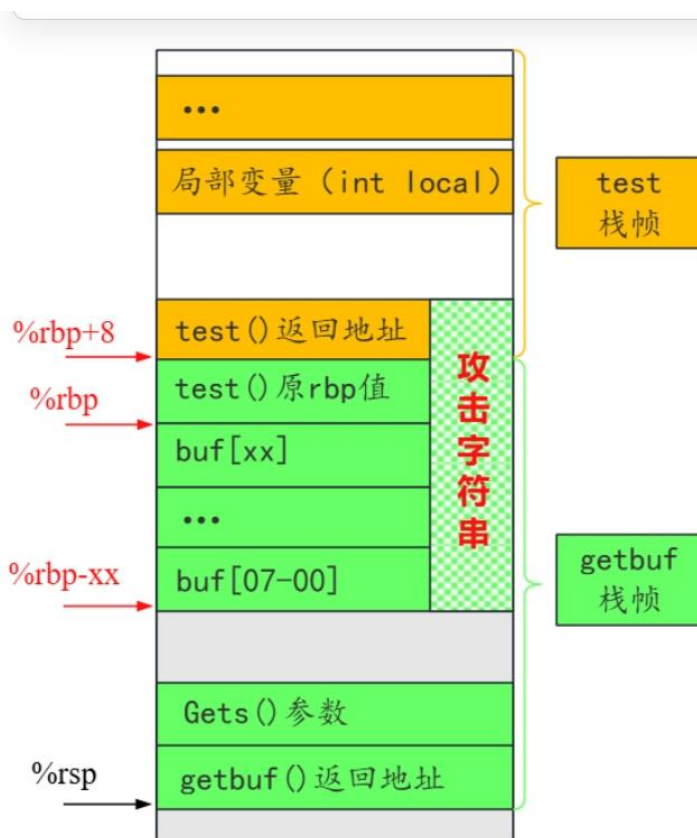 ...
局部变量（int local）
test
栈帧
%rbp+8
test()返回地址
攻击字符串
%rbp
test()原rbp值
buf[xx]
...
%rbp-xx
buf[07-00]
getbuf
栈帧
Gets()参数
%rsp
getbuf()返回地址